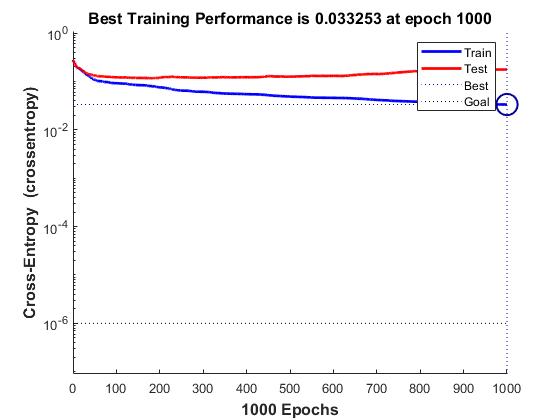 Best Training Performance is 0.033253 at epoch 1000
Cross-Entropy (crossentropy)
10^0
10^-2
10^-4
10^-6
Train
Test
Best
Goal
0 100 200 300 400 500 600 700 800 900 1000
1000 Epochs